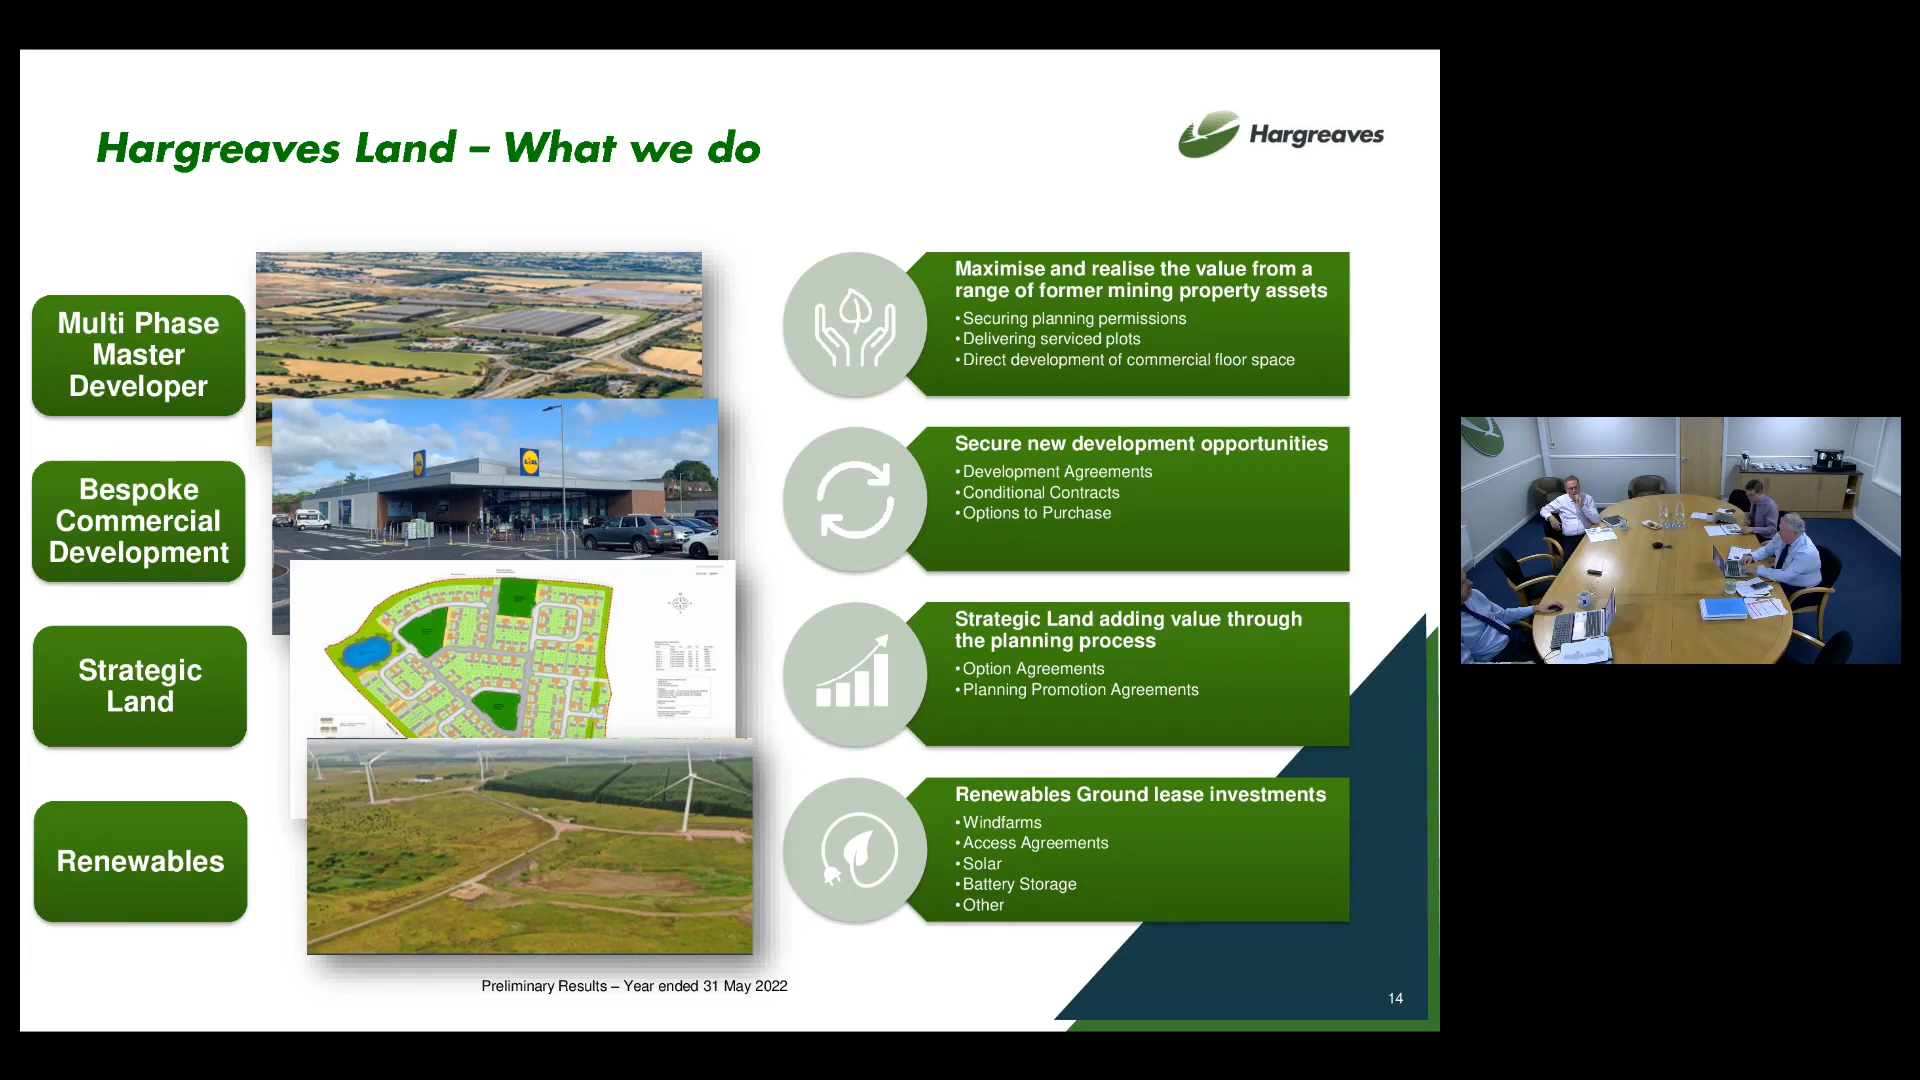 Hargreaves Land – What we do
Hargreaves
Multi Phase
Master
Developer
Bespoke
Commercial
Development
Strategic
Land
Renewables
LIDL
Maximise and realise the value from a
range of former mining property assets
•Securing planning permissions
•Delivering serviced plots
•Direct development of commercial floor space
Secure new development opportunities
•Development Agreements
•Conditional Contracts
•Options to Purchase
Strategic Land adding value through
the planning process
•Option Agreements
•Planning Promotion Agreements
Renewables Ground lease investments
•Windfarms
•Access Agreements
•Solar
•Battery Storage
•Other
Preliminary Results – Year ended 31 May 2022
14